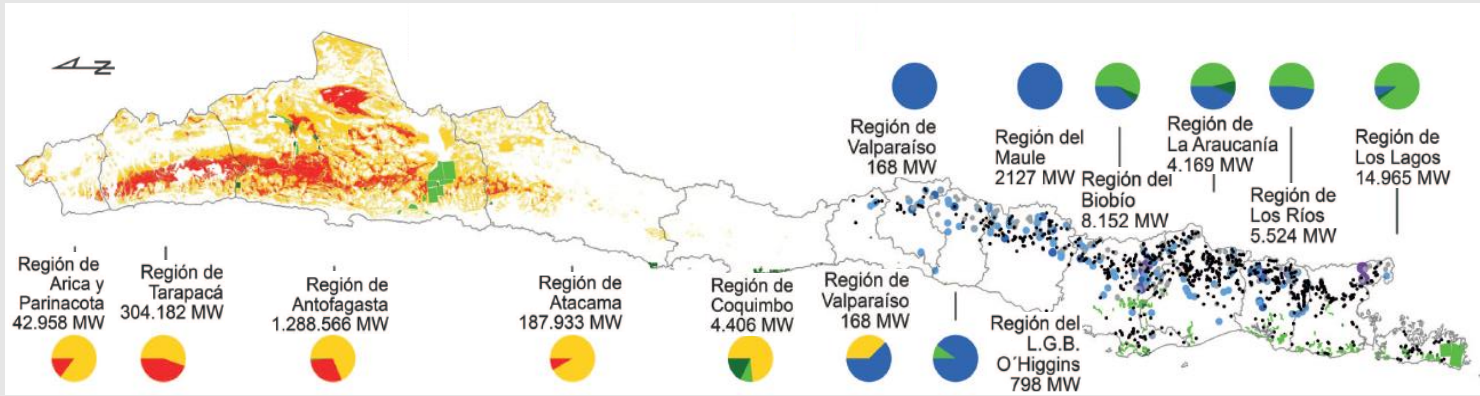 N
Región de
Valparaíso
168 MW
Región del
Maule
2127 MW
Región del
Biobío
8.152 MW
Región de
La Araucanía
4.169 MW
Región de
Los Ríos
5.524 MW
Región de
Los Lagos
14.965 MW
Región de
Arica y
Parinacota
42.958 MW
Región de
Tarapacá
304.182 MW
Región de
Antofagasta
1.288.566 MW
Región de
Atacama
187.933 MW
Región de
Coquimbo
4.406 MW
Región de
Valparaíso
168 MW
Región del
L.G.B.
O´Higgins
798 MW